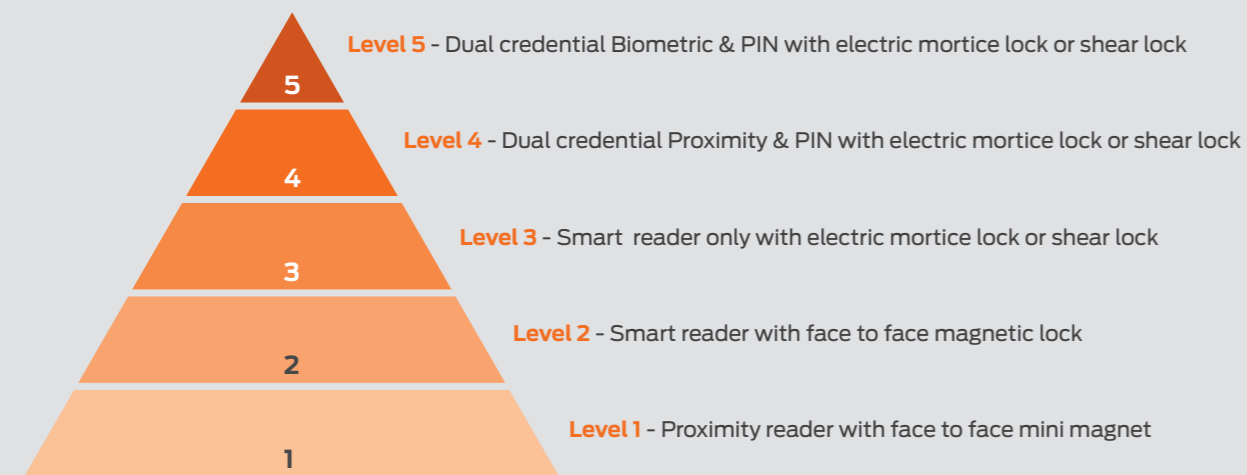 Level 5 - Dual credential Biometric & PIN with electric mortice lock or shear lock
5
Level 4 - Dual credential Proximity & PIN with electric mortice lock or shear lock
4
Level 3 - Smart reader only with electric mortice lock or shear lock
3
Level 2 - Smart reader with face to face magnetic lock
2
Level 1 - Proximity reader with face to face mini magnet
1